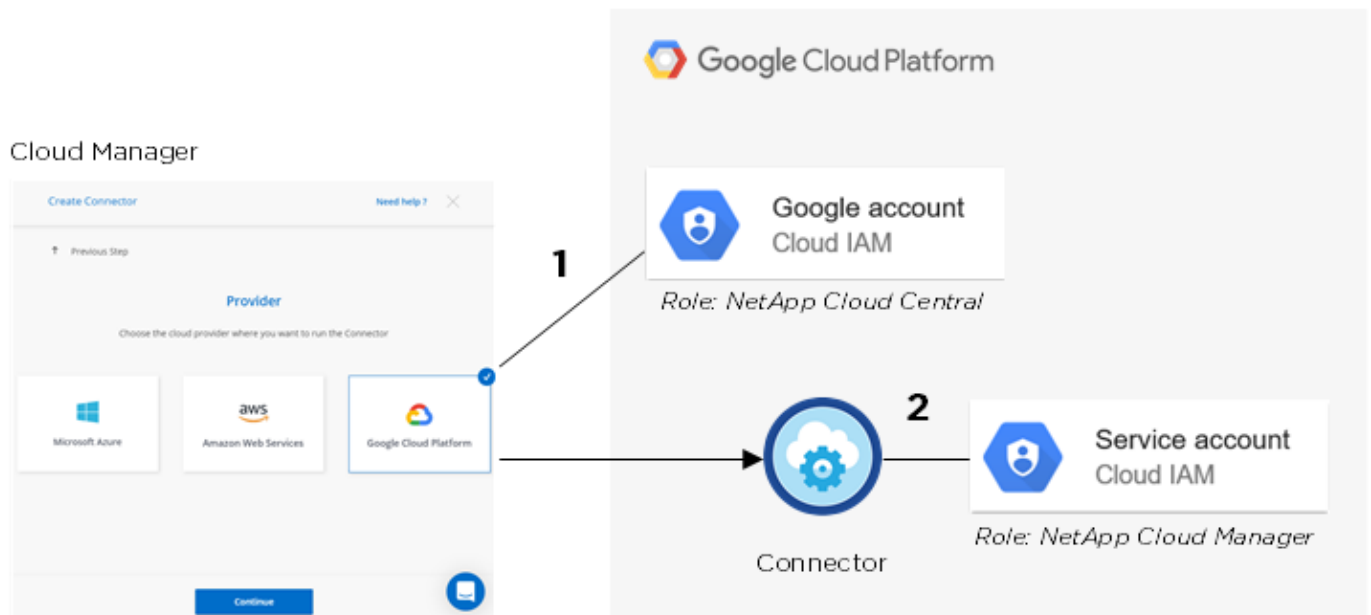 Google Cloud Platform
Cloud Manager
Create Connector
Need help ?
Previous Step
Provider
Choose the cloud provider where you want to run the Connector
Microsoft Azure
aws
Amazon Web Services
Google Cloud Platform
Continue
1
Google account
Cloud IAM
Role: NetApp Cloud Central
2
Connector
Service account
Cloud IAM
Role: NetApp Cloud Manager